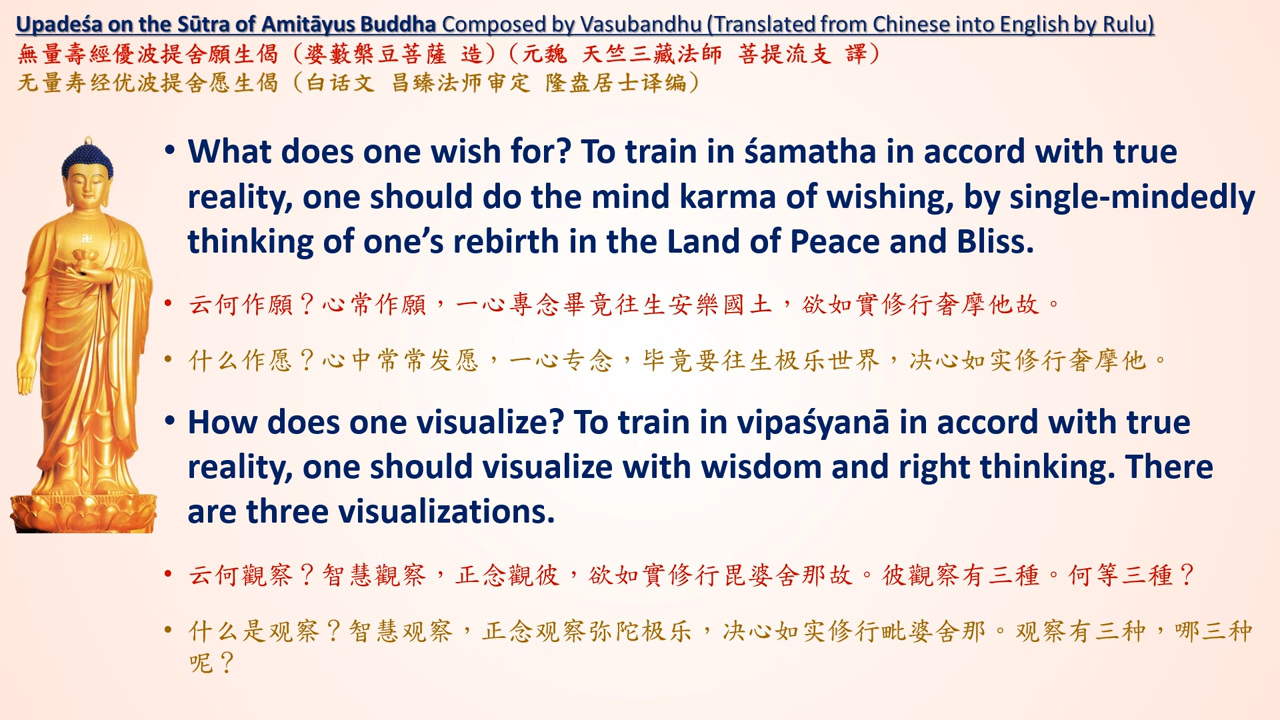 Upadeśa on the Sūtra of Amitāyus Buddha Composed by Vasubandhu (Translated from Chinese into English by Rulu)
無量壽經優波提舍願生偈（婆藪槃豆菩薩 造）（元魏 天竺三藏法師 菩提流支 譯）
无量寿经优波提舍愿生偈（白话文 昌臻法师审定 隆盎居士译编）
• What does one wish for? To train in śamatha in accord with true
reality, one should do the mind karma of wishing, by single-mindedly
thinking of one’s rebirth in the Land of Peace and Bliss.
• 云何作願？心常作願，一心專念畢竟往生安樂國土，欲如實修行奢摩他故。
• 什么作愿？心中常常发愿，一心专念，毕竟要往生极乐世界，决心如实修行奢摩他。
• How does one visualize? To train in vipaśyanā in accord with true
reality, one should visualize with wisdom and right thinking. There
are three visualizations.
• 云何觀察？智慧觀察，正念觀彼，欲如實修行毘婆舍那故。彼觀察有三種。何等三種？
• 什么是观察？智慧观察，正念观察弥陀极乐，决心如实修行毗婆舍那。观察有三种，哪三种
呢？